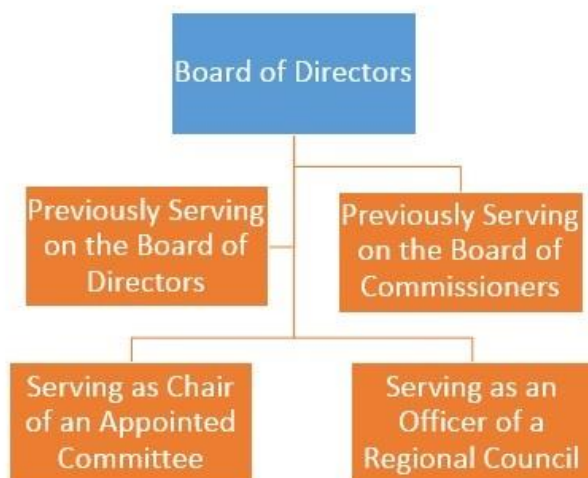 Board of Directors
Previously Serving
on the Board of
Directors
Previously Serving
on the Board of
Commissioners
Serving as Chair
of an Appointed
Committee
Serving as an
Officer of a
Regional Council